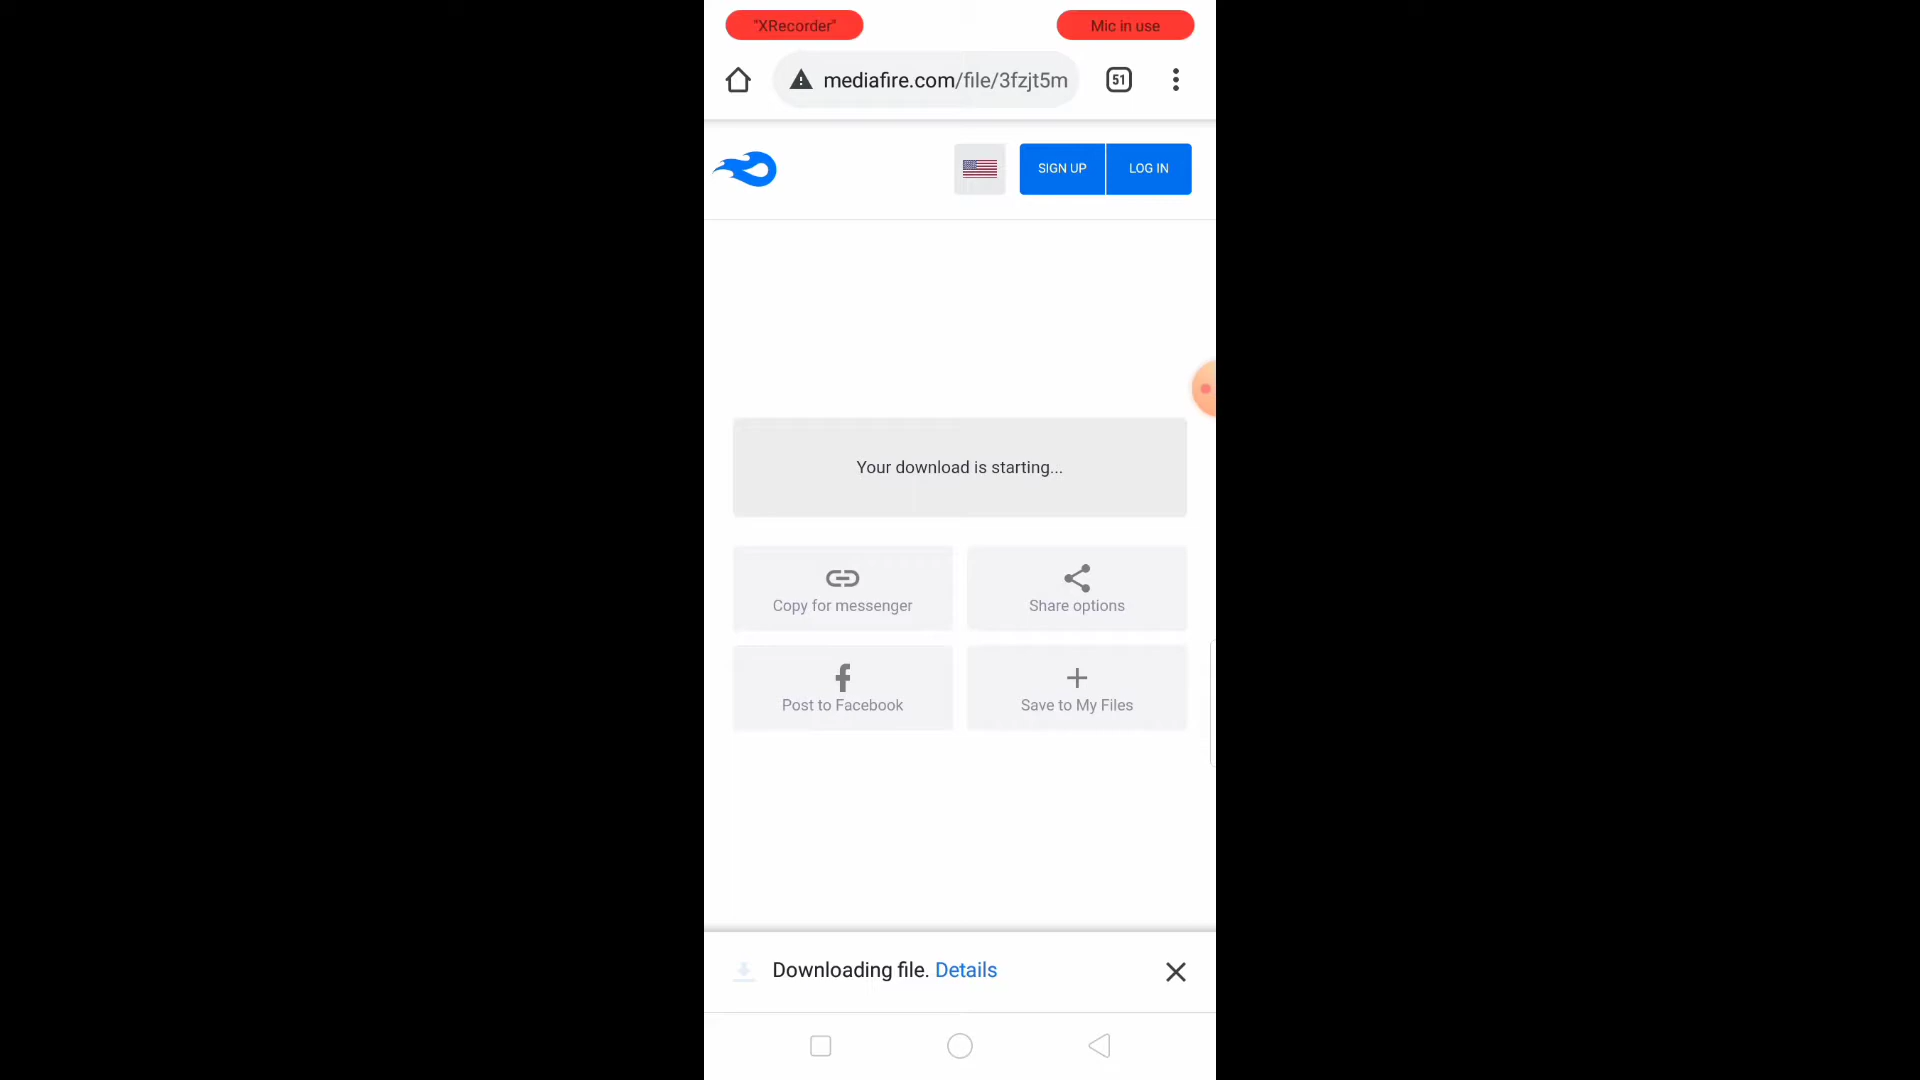 "XRecorder"
Mic in use
mediafire.com/file/3fzjt5m
51
SIGN UP
LOG IN
Your download is starting...
Copy for messenger
Share options
Post to Facebook
Save to My Files
Downloading file. Details